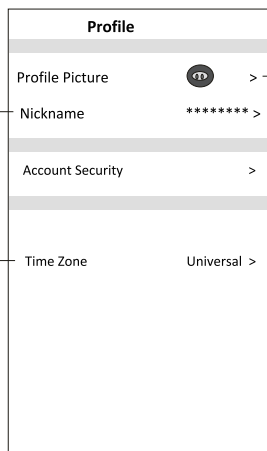 Profile
Profile Picture >
Nickname ******** >
Account Security >
Time Zone Universal >